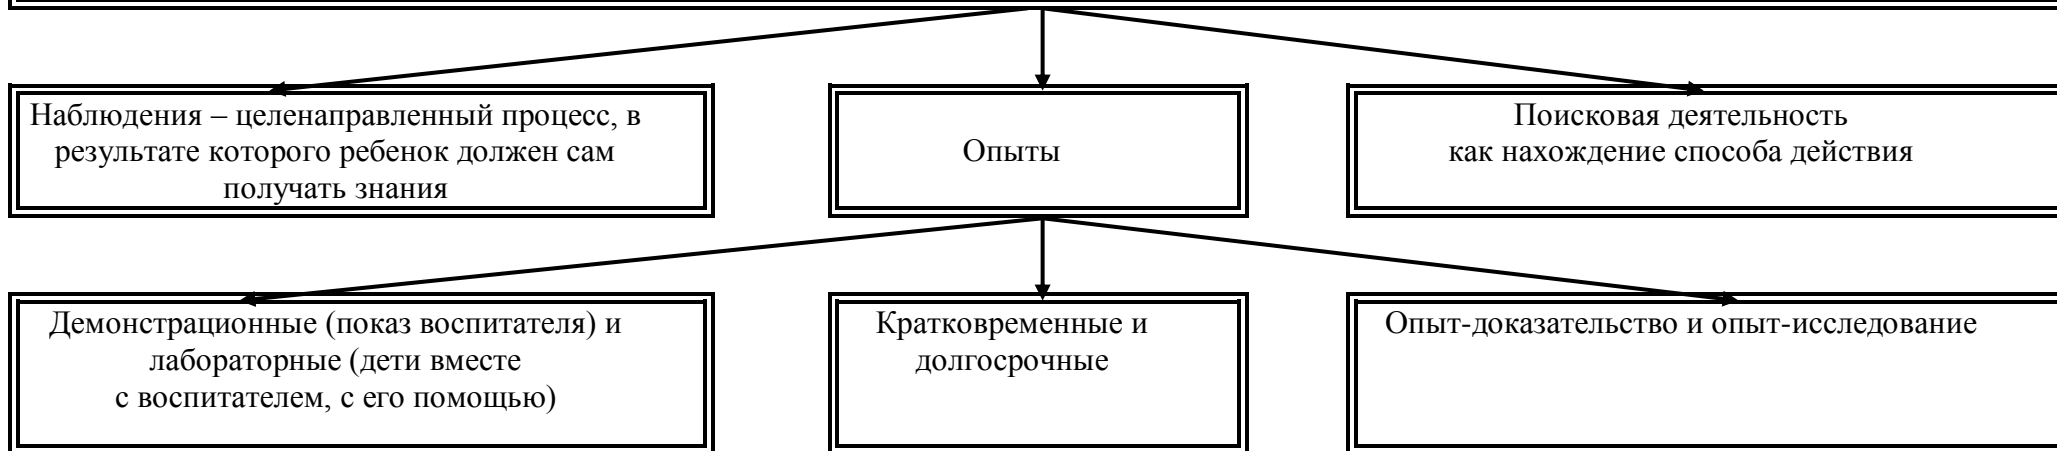 Наблюдения – целенаправленный процесс, в
результате которого ребенок должен сам
получать знания
Опыты
Поисковая деятельность
как нахождение способа действия
Демонстрационные (показ воспитателя) и
лабораторные (дети вместе
с воспитателем, с его помощью)
Кратковременные и
долгосрочные
Опыт-доказательство и опыт-исследование